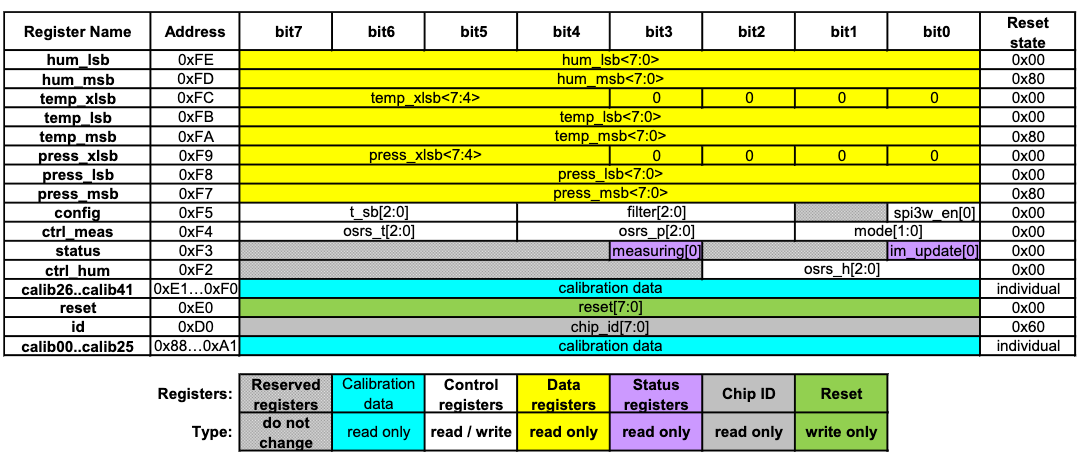 Register Name Address bit7 bit6 bit5 bit4 bit3 bit2 bit1 bit0 Reset
state
hum_lsb 0xFE hum_lsb<7:0> 0x00
hum_msb 0xFD hum_msb<7:0> 0x80
temp_xlsb 0xFC temp_xlsb<7:4> 0 0 0 0 0x00
temp_lsb 0xFB temp_lsb<7:0> 0x00
temp_msb 0xFA temp_msb<7:0> 0x80
press_xlsb 0xF9 press_xlsb<7:4> 0 0 0 0 0x00
press_lsb 0xF8 press_lsb<7:0> 0x00
press_msb 0xF7 press_msb<7:0> 0x80
config 0xF5 t_sb[2:0] filter[2:0] spi3w_en[0] 0x00
ctrl_meas 0xF4 osrs_t[2:0] osrs_p[2:0] mode[1:0] 0x00
status 0xF3 measuring[0] im_update[0] 0x00
ctrl_hum 0xF2 osrs_h[2:0] 0x00
calib26..calib41 0xE1…0xF0 calibration data individual
reset 0xE0 reset[7:0] 0x00
id 0xD0 chip_id[7:0] 0x60
calib00..calib25 0x88…0xA1 calibration data individual
Registers: Reserved registers Calibration data Control registers Data registers Status registers Chip ID Reset
Type: do not change read only read / write read only read only read only write only